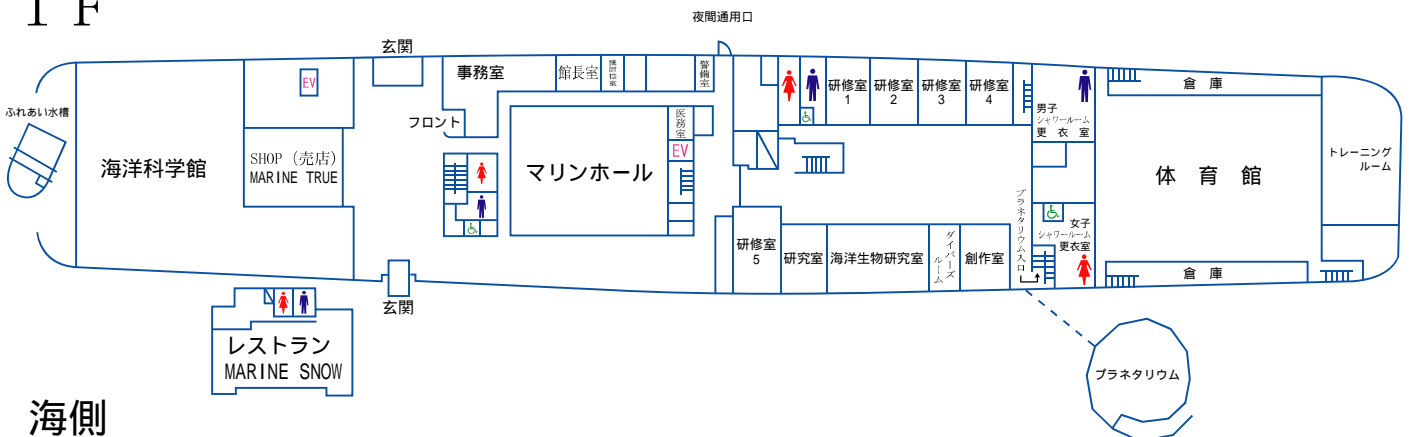 1F
夜間通用口
玄関
事務室
館長室
警備室
EV
ふれあい水槽
フロント
医務室
EV
研修室
1
研修室
2
研修室
3
研修室
4
男子
シャワールーム
更衣室
倉庫
海洋科学館
SHOP (売店)
MARINE TRUE
マリンホール
体育館
トレーニング
ルーム
プラネタリウム入口
女子
シャワールーム
更衣室
研修室
5
研究室
海洋生物研究室
ダイバーズ
ルーム
創作室
倉庫
玄関
レストラン
MARINE SNOW
プラネタリウム
海側